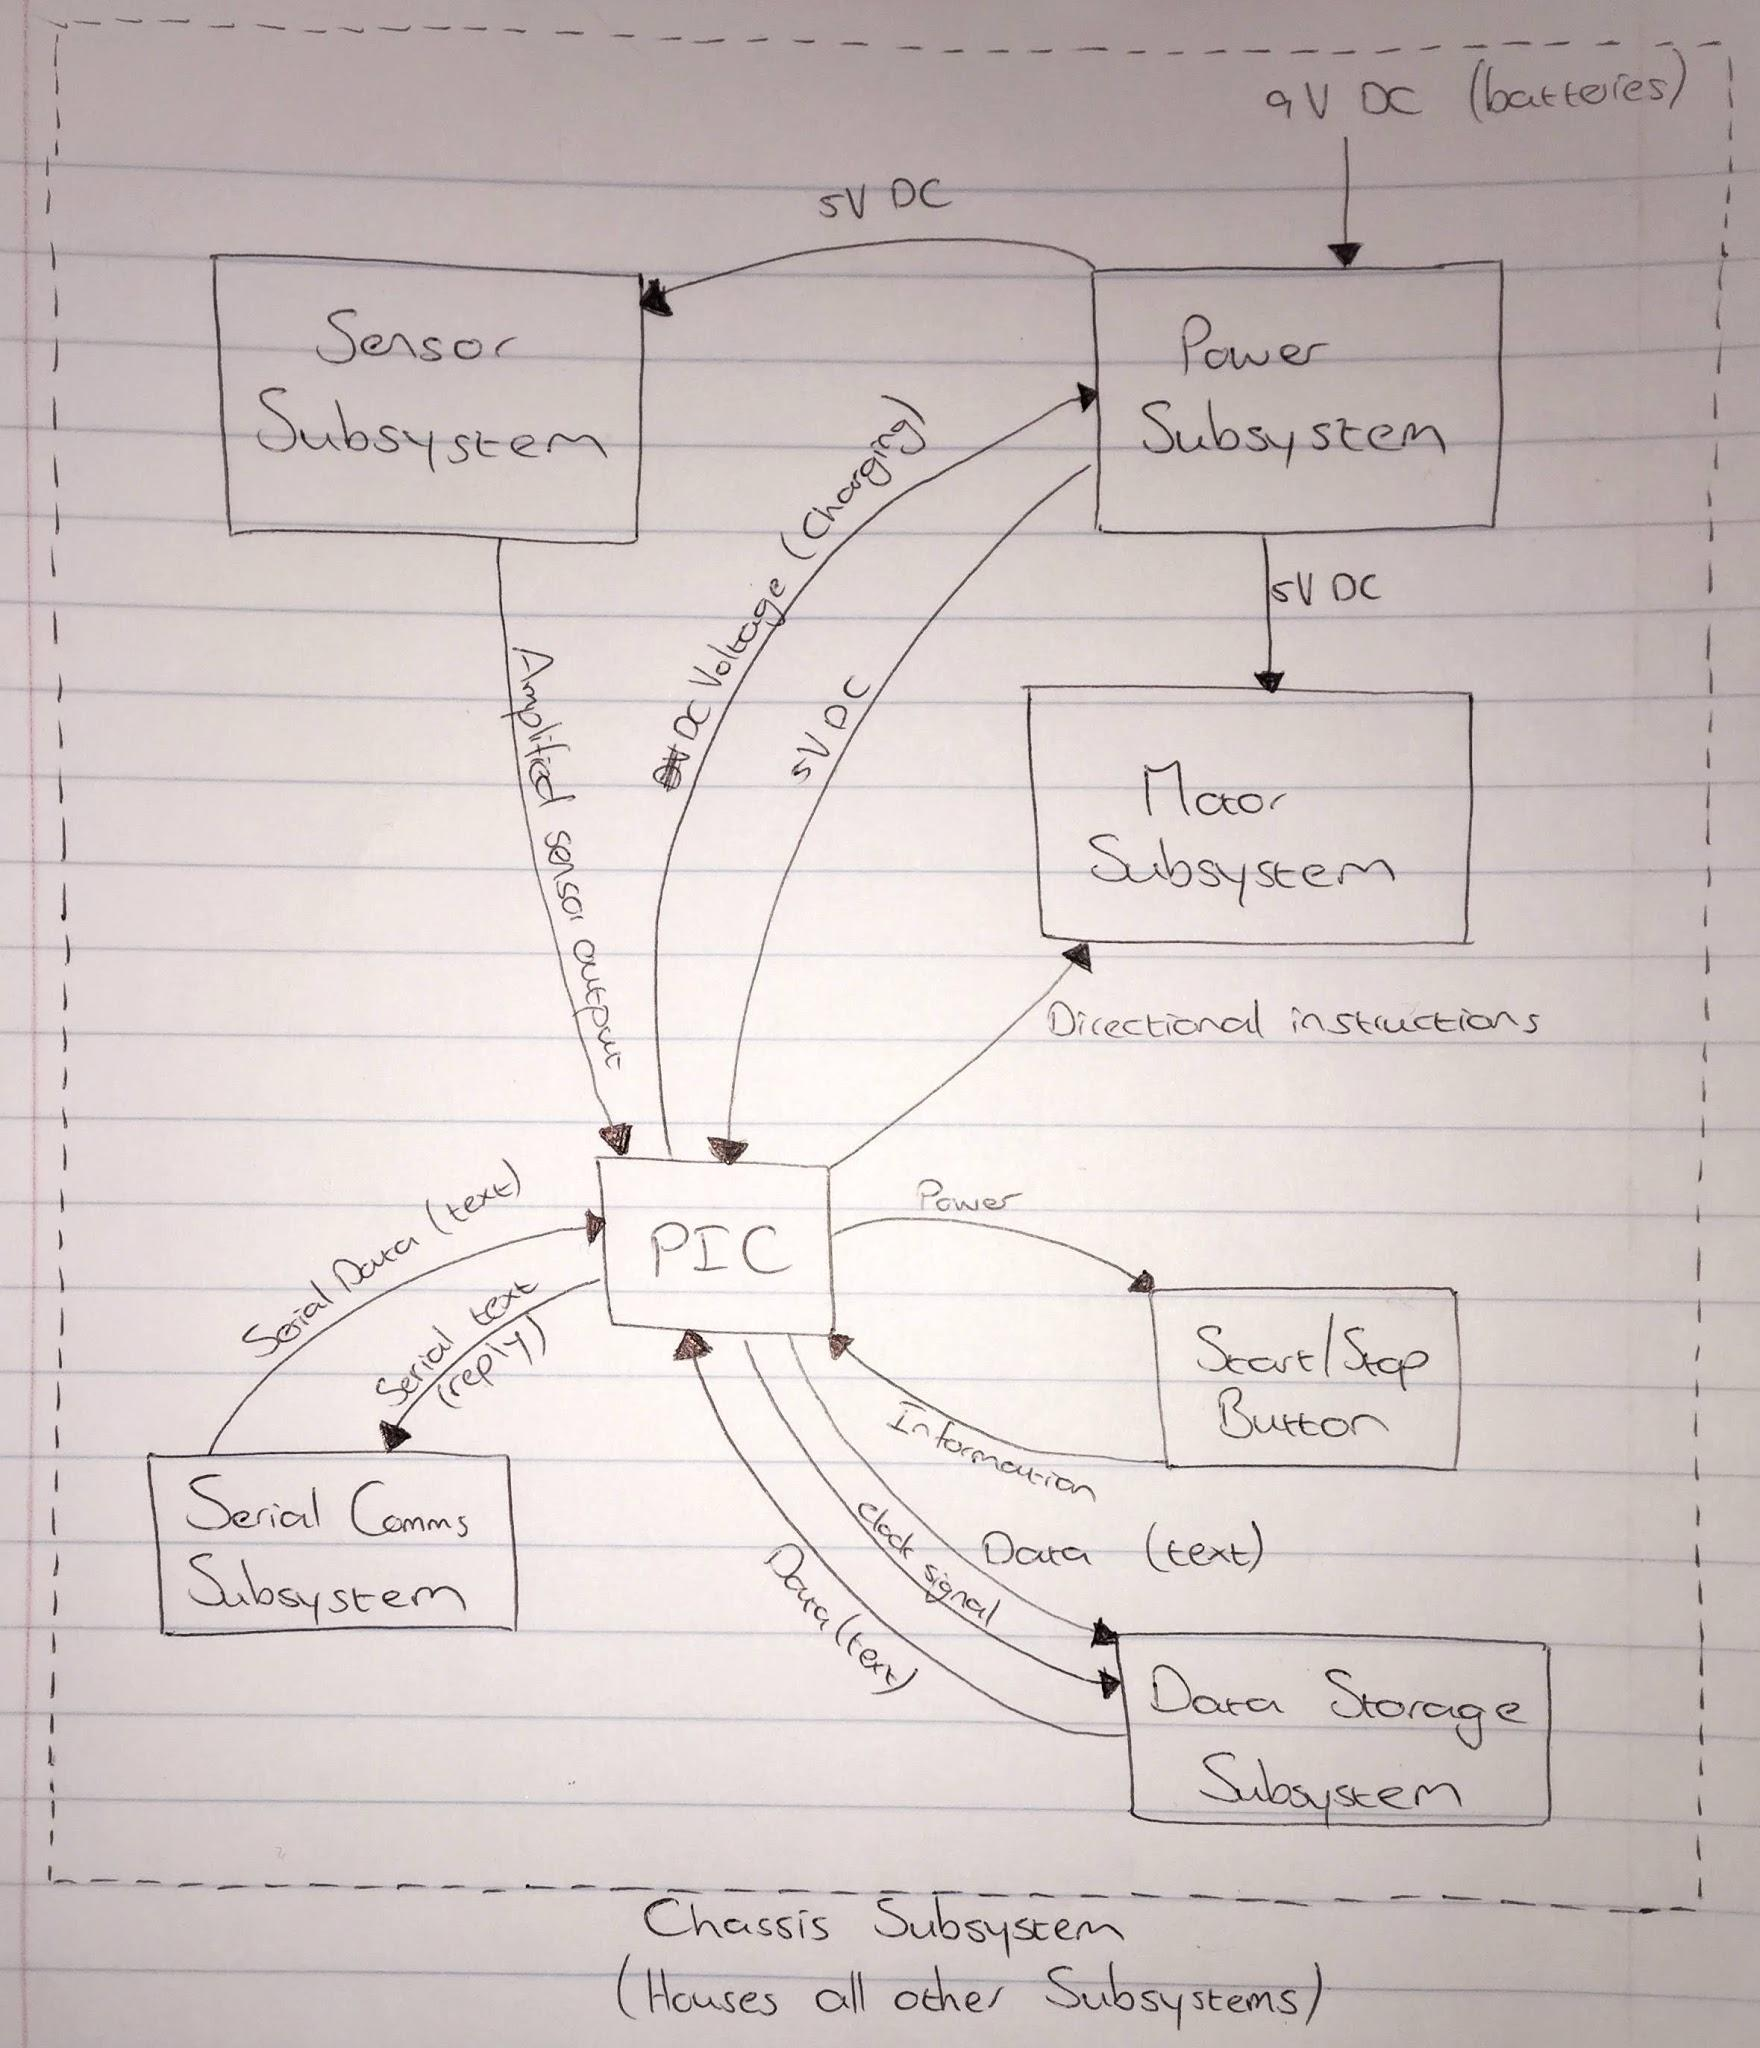 9V DC (batteries)
5V DC
Sensor
Subsystem
Power
Subsystem
DC Voltage (Charging)
5V DC
5V DC
Amplified sensor output
Motor
Subsystem
Directional instructions
Serial Data (text)
PIC
Power
Serial text
(reply)
Start/Stop
Button
Information
Serial Comms
Subsystem
Clock signal
Data (text)
Data (text)
Data Storage
Subsystem
Chassis Subsystem
(Houses all other Subsystems)